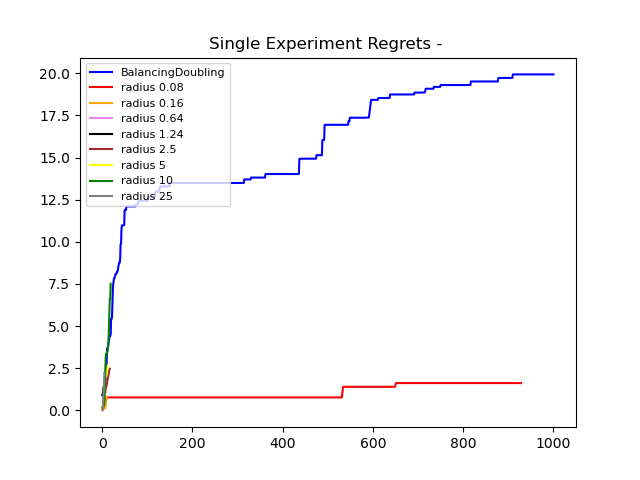 Single Experiment Regrets -
20.0
17.5
15.0
12.5
10.0
7.5
5.0
2.5
0.0
BalancingDoubling
radius 0.08
radius 0.16
radius 0.64
radius 1.24
radius 2.5
radius 5
radius 10
radius 25
0 200 400 600 800 1000